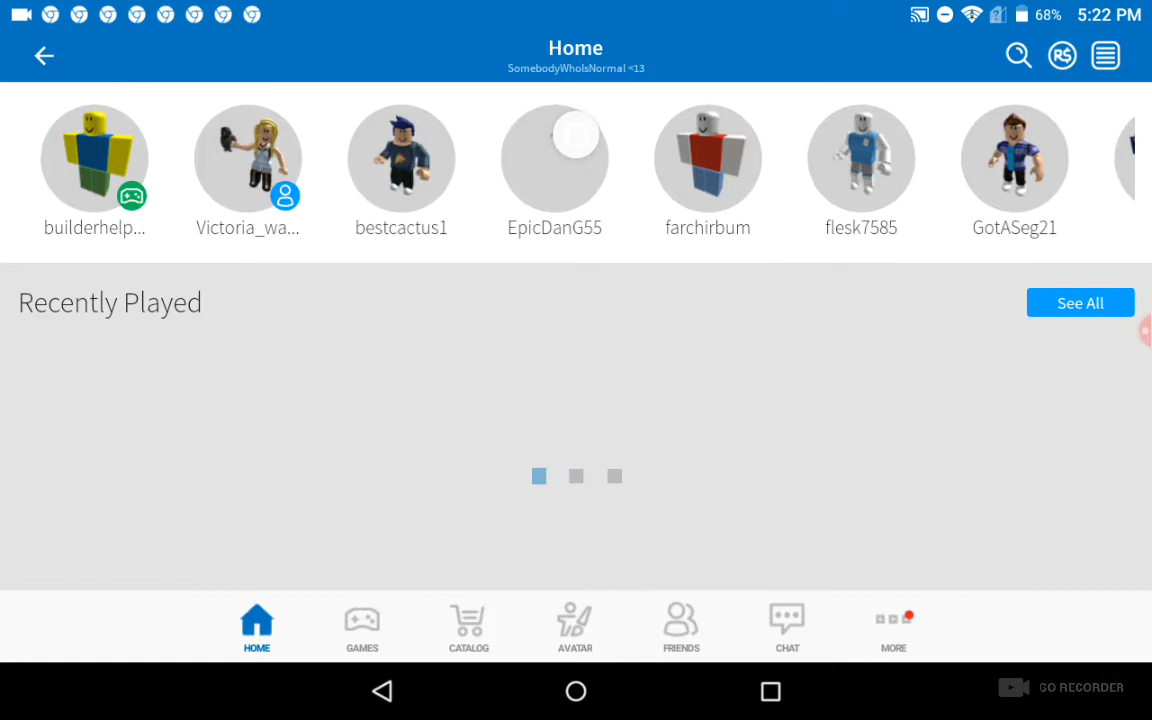 68% 5:22 PM
Home
SomebodyWhoIsNormal <13
R$
builderhelp...
Victoria_wa...
bestcactus1
EpicDanG55
farchirbum
flesk7585
GotASeg21
Recently Played
See All
HOME
GAMES
CATALOG
AVATAR
FRIENDS
CHAT
MORE
GO RECORDER